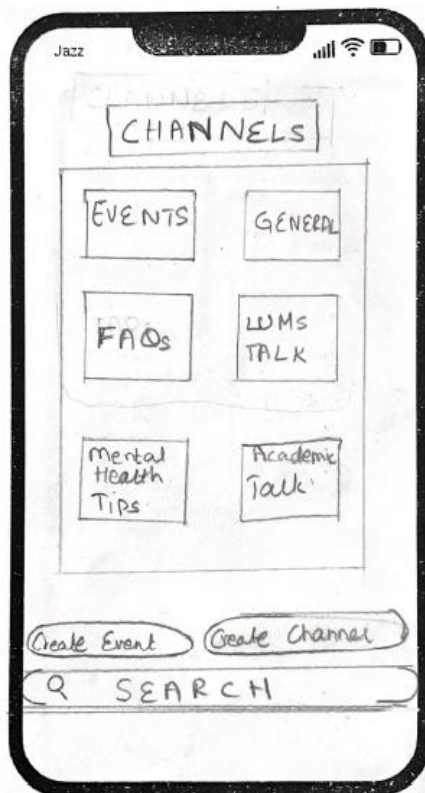 Jazz
CHANNELS
EVENTS
GENERAL
FAQs
LUMS
TALK
Mental
Health
Tips
Academic
Talk
Create Event
Create Channel
SEARCH